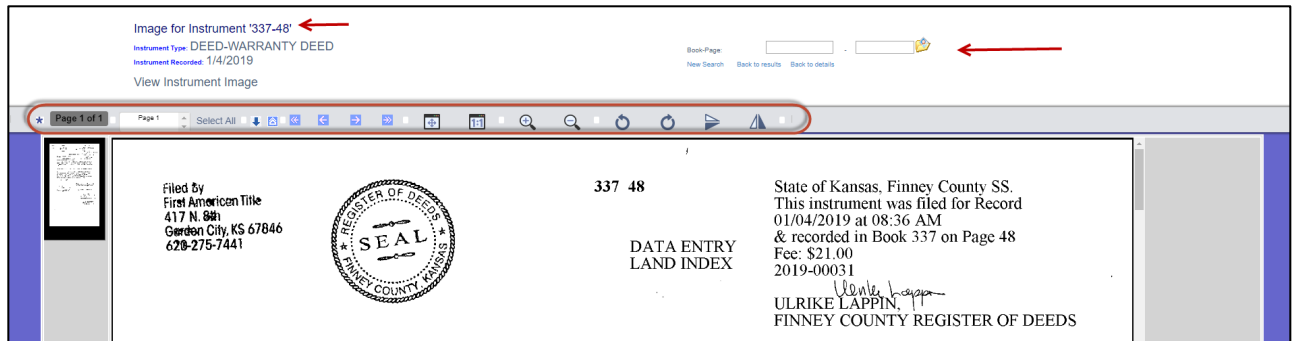 Image for Instrument '337-48'
Instrument Type: DEED-WARRANTY DEED
Instrument Recorded: 1/4/2019
View Instrument Image
Book-Page: -
New Search Back to results Back to details
Page 1 of 1 Page 1 Select All 1:1
Filed By
First American Title
417 N. 8th
Garden City, KS 67846
620-275-7441
REGISTER OF DEEDS
SEAL
FINNEY COUNTY, KANSAS
337 48
DATA ENTRY
LAND INDEX
State of Kansas, Finney County SS.
This instrument was filed for Record
01/04/2019 at 08:36 AM
& recorded in Book 337 on Page 48
Fee: $21.00
2019-00031
Ulrike Lappin
ULRIKE LAPPIN,
FINNEY COUNTY REGISTER OF DEEDS